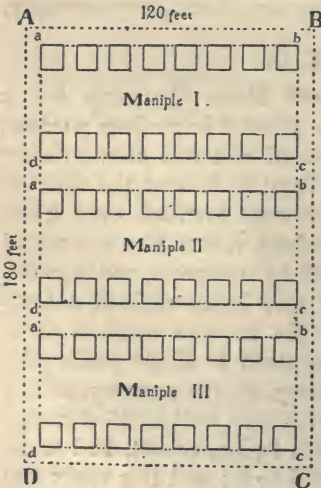 A 120 feet B
a b
Maniple I.
d c
a b
Maniple II
180 feet
d c
a b
Maniple III
d c
D C